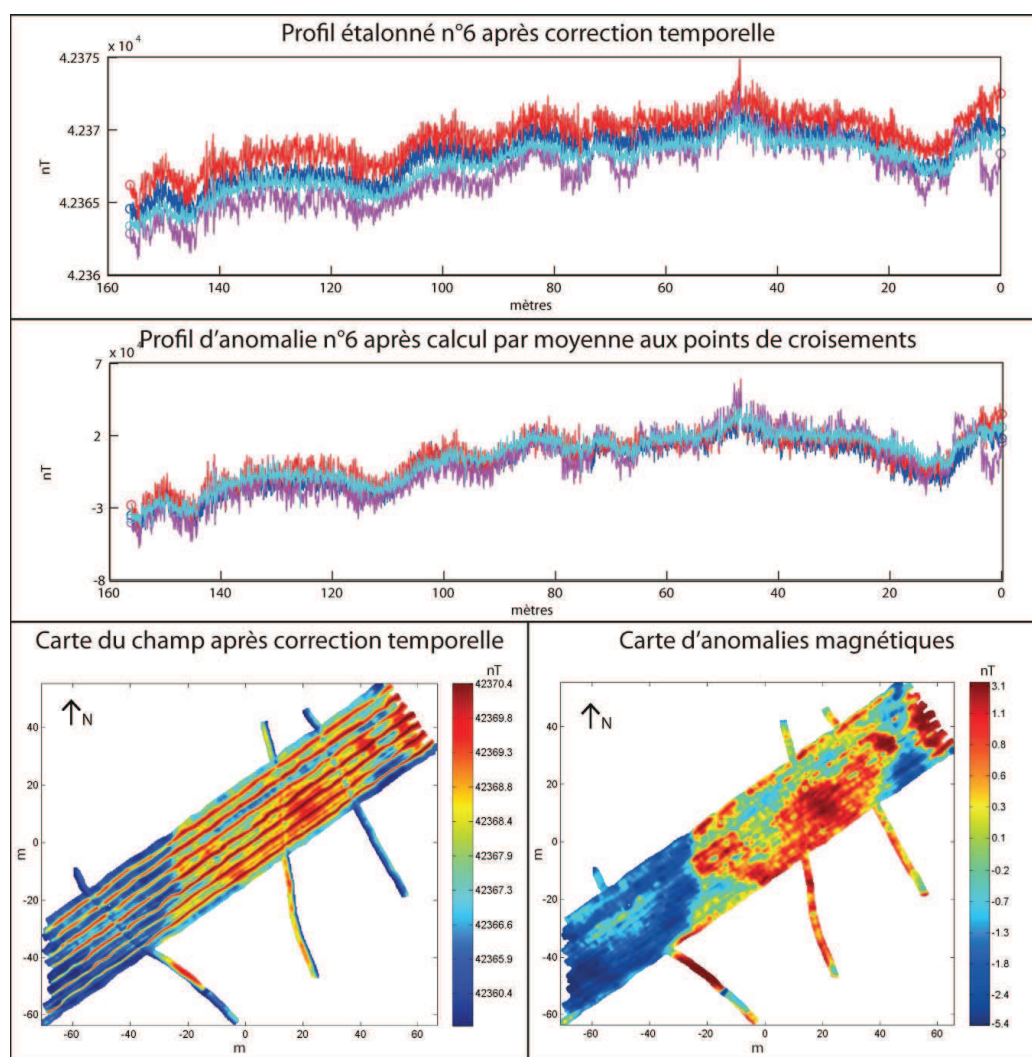 Profil étalonné n°6 après correction temporelle
x 10 4
4.2375
4.237
4.2365
4.236
nT
160 140 120 100 80 60 40 20 0
mètres
Profil d'anomalie n°6 après calcul par moyenne aux points de croisements
x 10 4
7
2
-3
-8
nT
160 140 120 100 80 60 40 20 0
mètres
Carte du champ après correction temporelle
nT
N
40
20
0
-20
-40
-60
m
-60 -40 -20 0 20 40 60
m
42370.4
42369.8
42369.3
42368.8
42368.4
42367.9
42367.3
42366.6
42365.9
42360.4
Carte d'anomalies magnétiques
nT
N
40
20
0
-20
-40
-60
m
-60 -40 -20 0 20 40 60
m
3.1
1.1
0.8
0.4
0.1
-0.2
-0.7
-1.3
-1.8
-2.4
-5.4